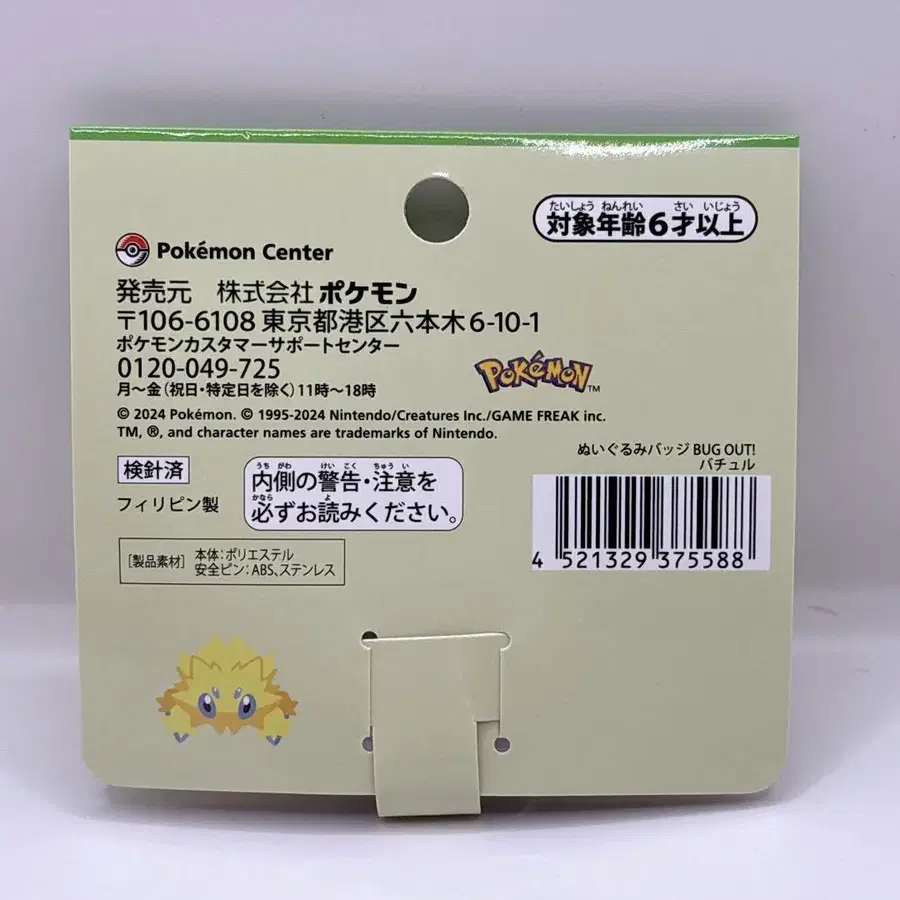 たいしょう ねんれい さい いじょう
対象年齢6才以上
Pokémon Center
発売元 株式会社 ポケモン
〒106-6108 東京都港区六本木6-10-1
ポケモンカスタマーサポートセンター
0120-049-725
月〜金(祝日・特定日を除く)11時〜18時
POKéMON™
© 2024 Pokémon. © 1995-2024 Nintendo/Creatures Inc./GAME FREAK inc.
TM, ®, and character names are trademarks of Nintendo.
検針済
フィリピン製
うち がわ けい こく ちゅう い
内側の警告・注意を
かなら よ
必ずお読みください。
[製品素材] 本体:ポリエステル
安全ピン:ABS、ステンレス
ぬいぐるみバッジ BUG OUT!
バチュル
4 521329 375588